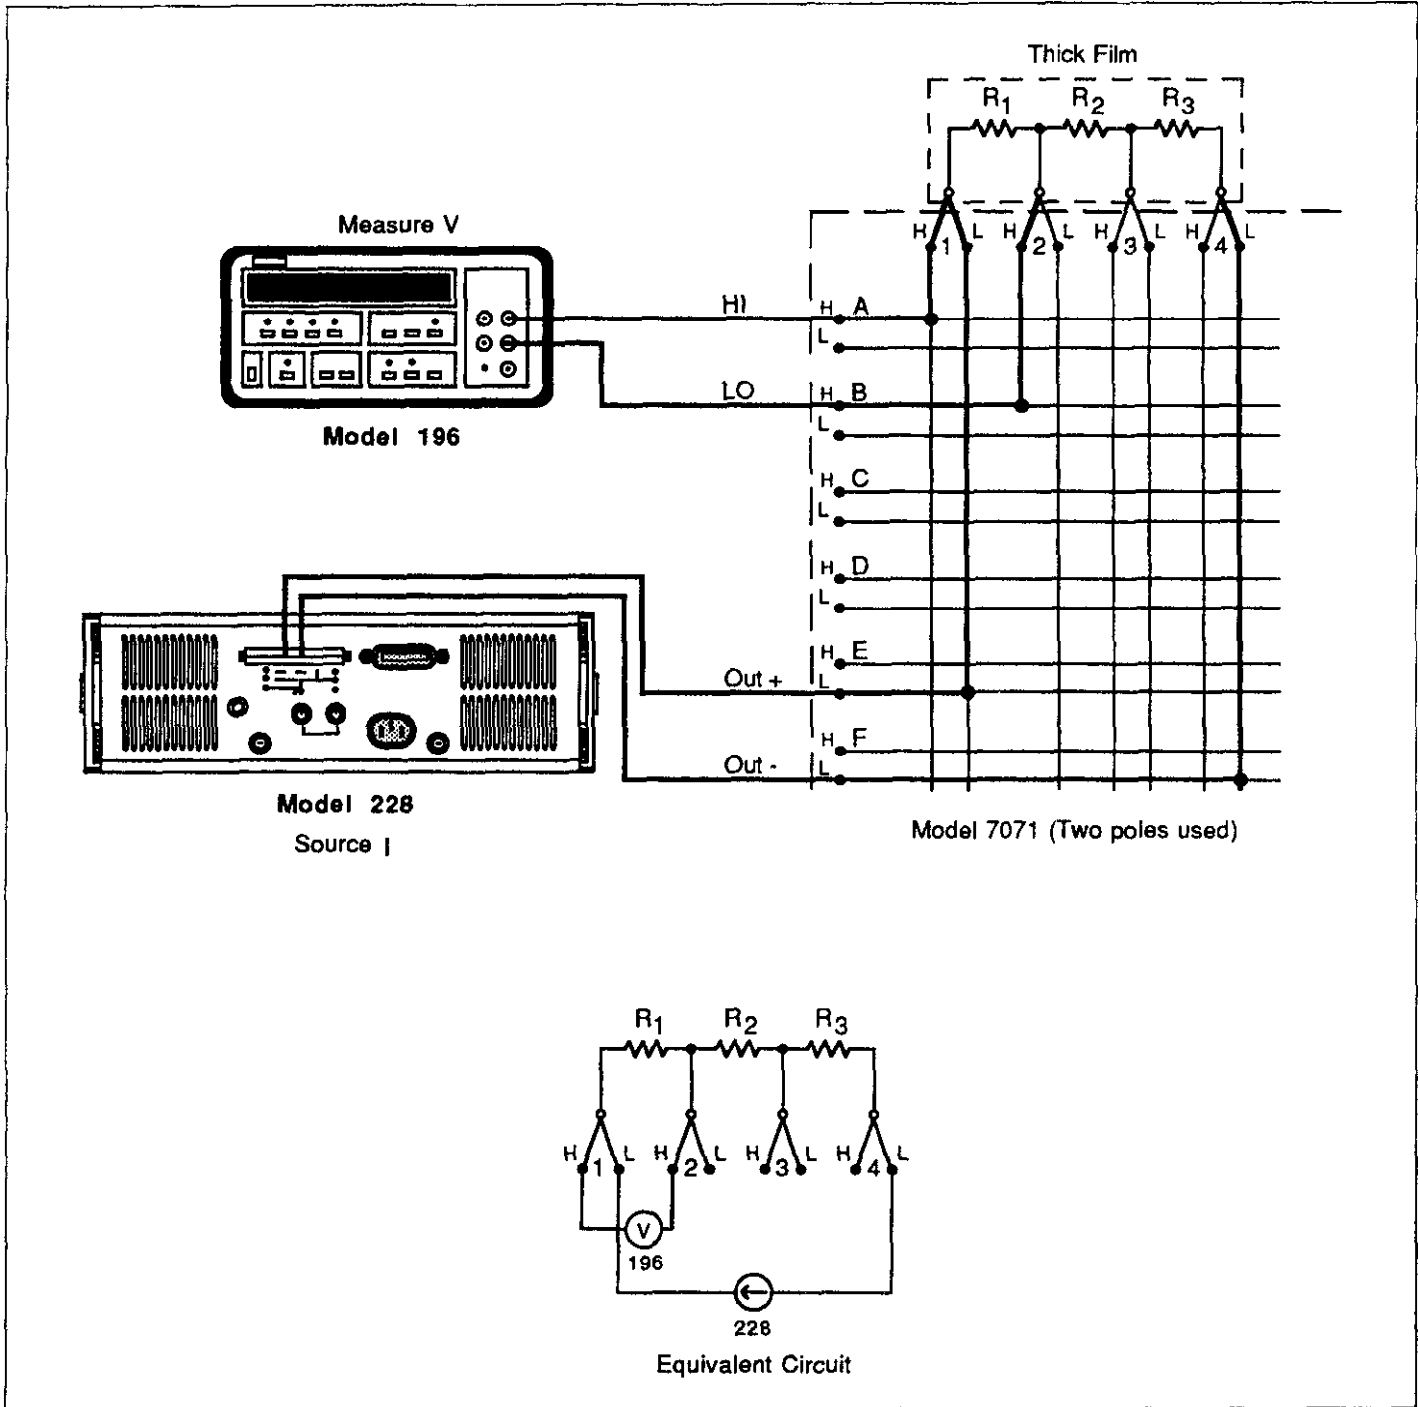 Thick Film
R1 R2 R3
Measure V
H 1 L H 2 L H 3 L H 4 L
HI H A
L
LO H B
L
Model 196
H C
L
H D
L
H E
Out + L
H F
Out - L
Model 228
Source I
Model 7071 (Two poles used)
R1 R2 R3
H 1 L H 2 L H 3 L H 4 L
V
196
228
Equivalent Circuit